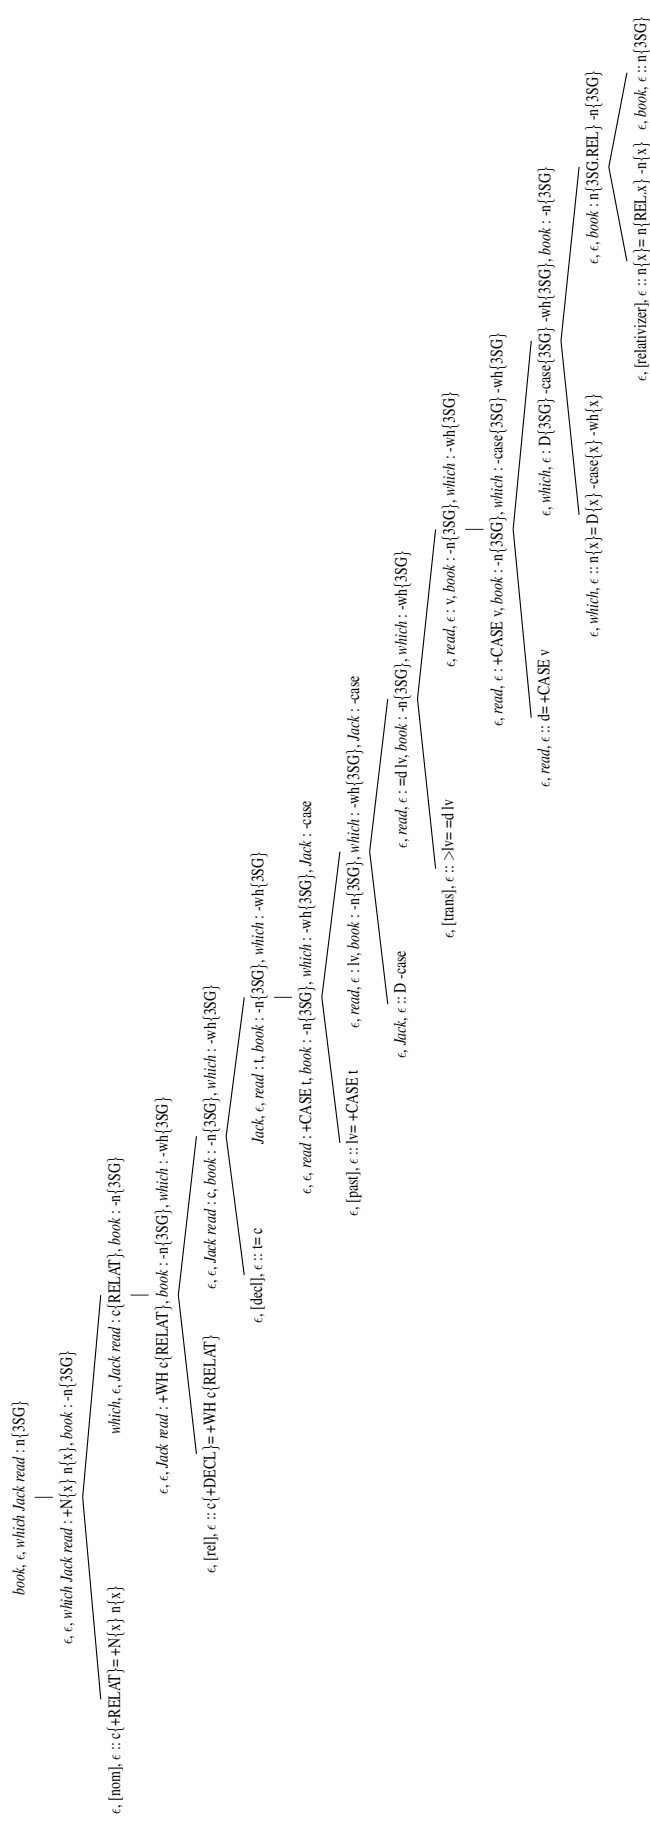 book, ϵ, which Jack read : n{3SG}
ϵ, ϵ, which Jack read : +N{x} n{x}, book : -n{3SG}
ϵ, [nom], ϵ :: c{+RELAT}= +N{x} n{x}
which, ϵ, Jack read : c{RELAT}, book : -n{3SG}
ϵ, ϵ, Jack read : +WH c{RELAT}, book : -n{3SG}, which : -wh{3SG}
ϵ, [rel], ϵ :: c{+DECL}= +WH c{RELAT}
ϵ, ϵ, Jack read : c, book : -n{3SG}, which : -wh{3SG}
ϵ, [decl], ϵ :: t= c
Jack, ϵ, read : t, book : -n{3SG}, which : -wh{3SG}
ϵ, ϵ, read : +CASE t, book : -n{3SG}, which : -wh{3SG}, Jack : -case
ϵ, [past], ϵ :: lv= +CASE t
ϵ, read, ϵ : lv, book : -n{3SG}, which : -wh{3SG}, Jack : -case
ϵ, Jack, ϵ :: D -case
ϵ, read, ϵ : =d lv, book : -n{3SG}, which : -wh{3SG}
ϵ, [trans], ϵ :: >lv= =d lv
ϵ, read, ϵ : v, book : -n{3SG}, which : -wh{3SG}
ϵ, read, ϵ : +CASE v, book : -n{3SG}, which : -case{3SG} -wh{3SG}
ϵ, read, ϵ :: d= +CASE v
ϵ, which, ϵ : D{3SG} -case{3SG} -wh{3SG}, book : -n{3SG}
ϵ, which, ϵ :: n{x}= D{x} -case{x} -wh{x}
ϵ, ϵ, book : n{3SG.REL} -n{3SG}
ϵ, [relativizer], ϵ :: n{x}= n{REL.x} -n{x}
ϵ, book, ϵ :: n{3SG}